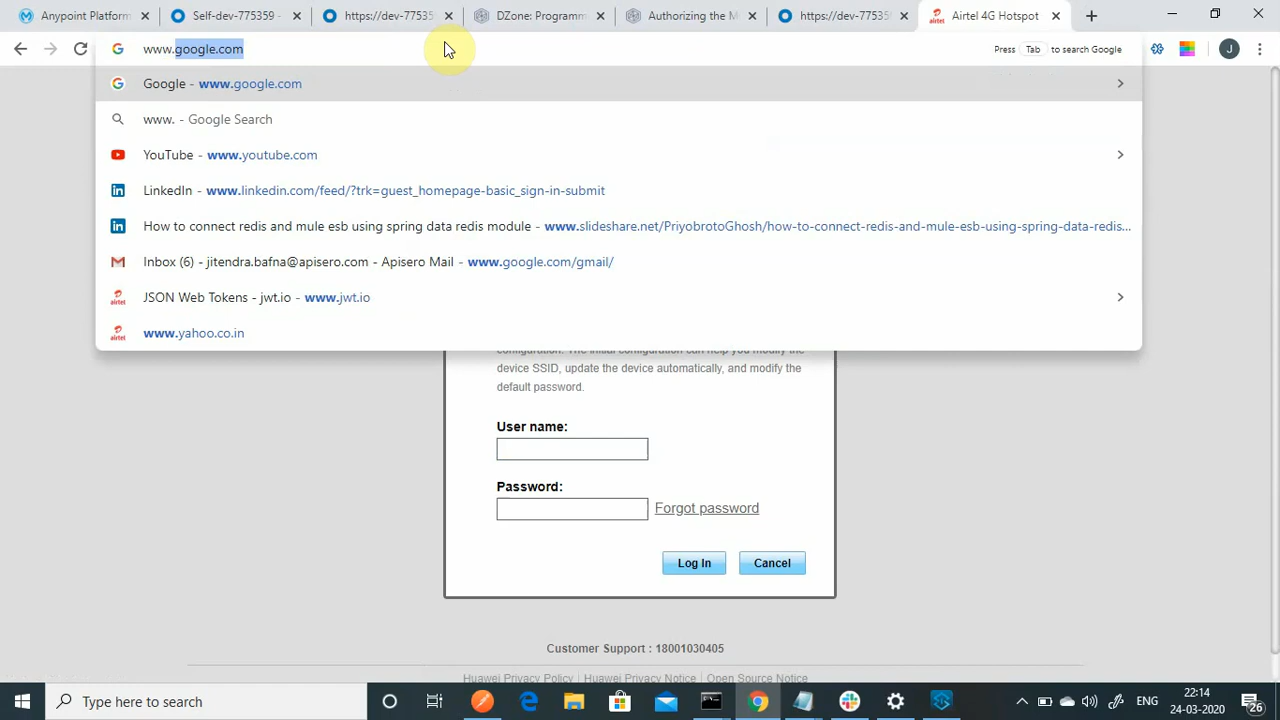 Anypoint Platform
Self-dev-775359 -
https://dev-77535
DZone: Programm
Authorizing the M
https://dev-77535
Airtel 4G Hotspot
www.google.com
Press Tab to search Google
J
Google - www.google.com
www. - Google Search
YouTube - www.youtube.com
LinkedIn - www.linkedin.com/feed/?trk=guest_homepage-basic_sign-in-submit
How to connect redis and mule esb using spring data redis module - www.slideshare.net/PriyobrotoGhosh/how-to-connect-redis-and-mule-esb-using-spring-data-redis...
Inbox (6) - jitendra.bafna@apisero.com - Apisero Mail - www.google.com/gmail/
airtel JSON Web Tokens - jwt.io - www.jwt.io
airtel www.yahoo.co.in
configuration. The initial configuration can help you modify the
device SSID, update the device automatically, and modify the
default password.
User name:
Password:
Forgot password
Log In
Cancel
Customer Support : 18001030405
Huawei Privacy Policy | Huawei Privacy Notice | Open Source Notice
Type here to search
ENG
22:14
24-03-2020
26